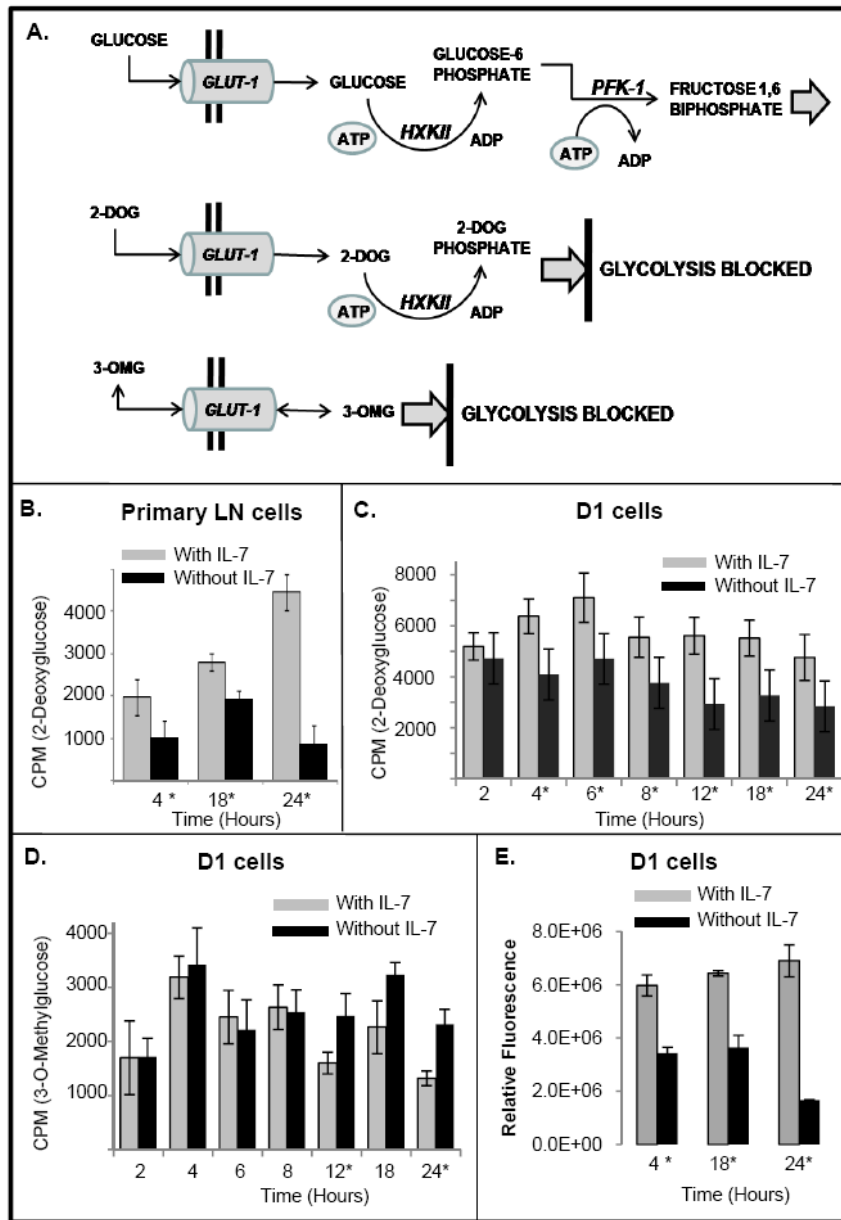 A.
GLUCOSE
GLUT-1
GLUCOSE
ATP
HXKII
ADP
GLUCOSE-6
PHOSPHATE
PFK-1
ATP
ADP
FRUCTOSE 1,6
BIPHOSPHATE
2-DOG
GLUT-1
2-DOG
ATP
HXKII
ADP
2-DOG
PHOSPHATE
GLYCOLYSIS BLOCKED
3-OMG
GLUT-1
3-OMG
GLYCOLYSIS BLOCKED
B.
Primary LN cells
With IL-7
Without IL-7
CPM (2-Deoxyglucose)
4000
3000
2000
1000
4 * 18* 24*
Time (Hours)
C.
D1 cells
With IL-7
Without IL-7
CPM (2-Deoxyglucose)
8000
6000
4000
2000
2 4* 6* 8* 12* 18* 24*
Time (Hours)
D.
D1 cells
With IL-7
Without IL-7
CPM (3-O-Methylglucose)
4000
3000
2000
1000
2 4 6 8 12* 18 24*
Time (Hours)
E.
D1 cells
With IL-7
Without IL-7
Relative Fluorescence
8.0E+06
6.0E+06
4.0E+06
2.0E+06
0.0E+00
4 * 18* 24*
Time (Hours)